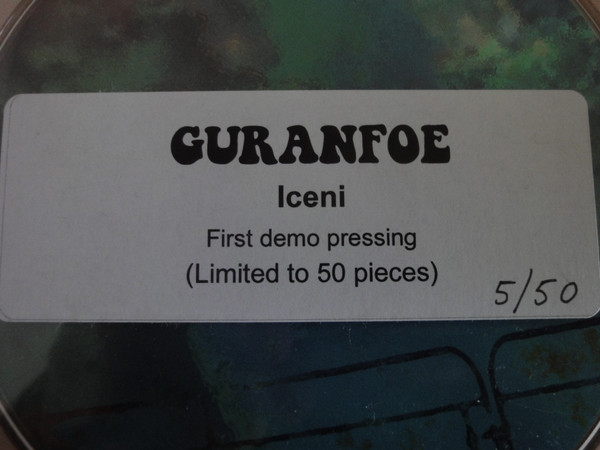 GURANFOE
Iceni
First demo pressing
(Limited to 50 pieces)
5/50